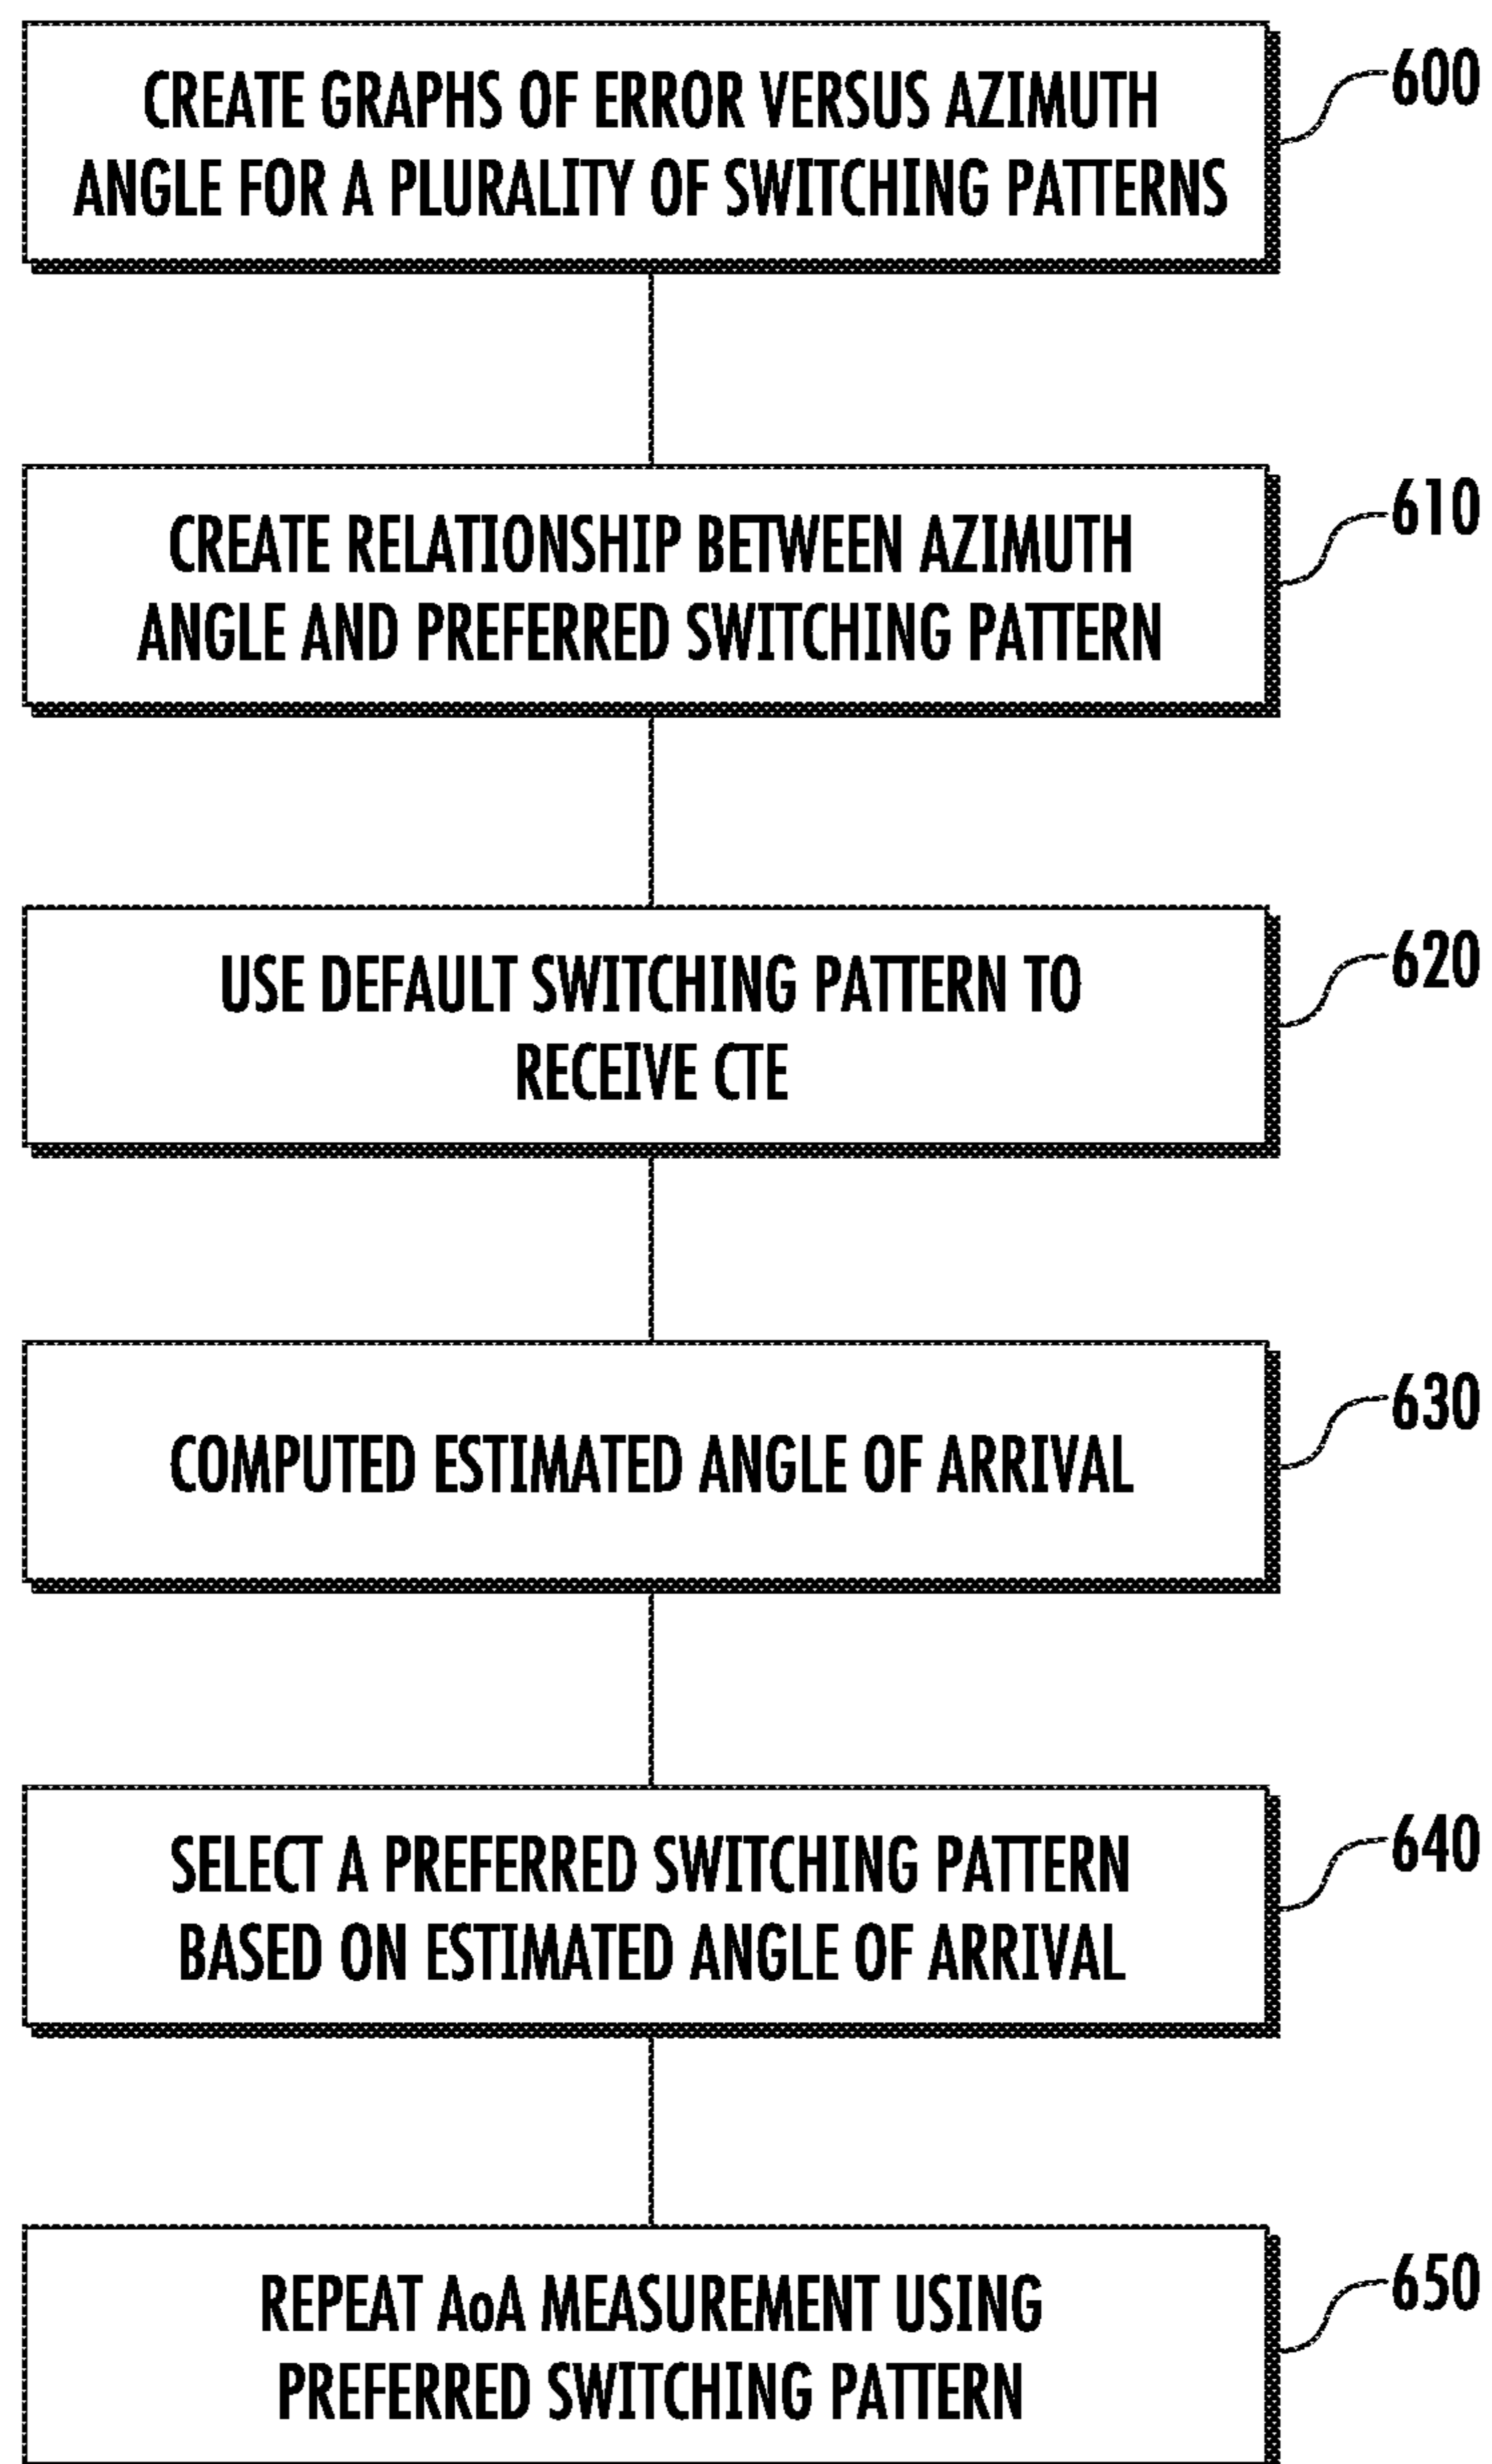 CREATE GRAPHS OF ERROR VERSUS AZIMUTH
ANGLE FOR A PLURALITY OF SWITCHING PATTERNS
600
CREATE RELATIONSHIP BETWEEN AZIMUTH
ANGLE AND PREFERRED SWITCHING PATTERN
610
USE DEFAULT SWITCHING PATTERN TO
RECEIVE CTE
620
COMPUTED ESTIMATED ANGLE OF ARRIVAL
630
SELECT A PREFERRED SWITCHING PATTERN
BASED ON ESTIMATED ANGLE OF ARRIVAL
640
REPEAT AoA MEASUREMENT USING
PREFERRED SWITCHING PATTERN
650